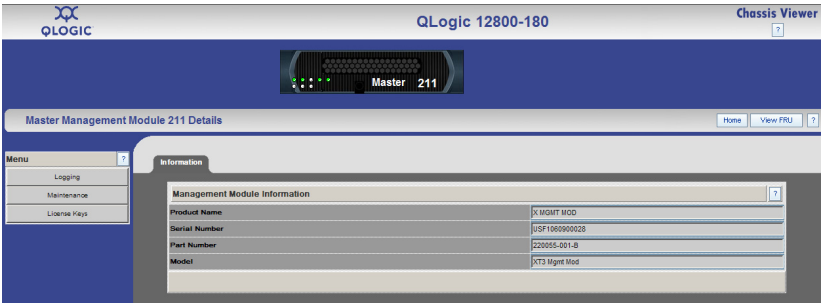 QLOGIC
QLogic 12800-180
Chassis Viewer
?
Master 211
Master Management Module 211 Details
Home View FRU ?
Menu ?
Logging
Maintenance
License Keys
Information
Management Module Information ?
Product Name X MGMT MOD
Serial Number USF1060900028
Part Number 220055-001-B
Model XT3 Mgmt Mod